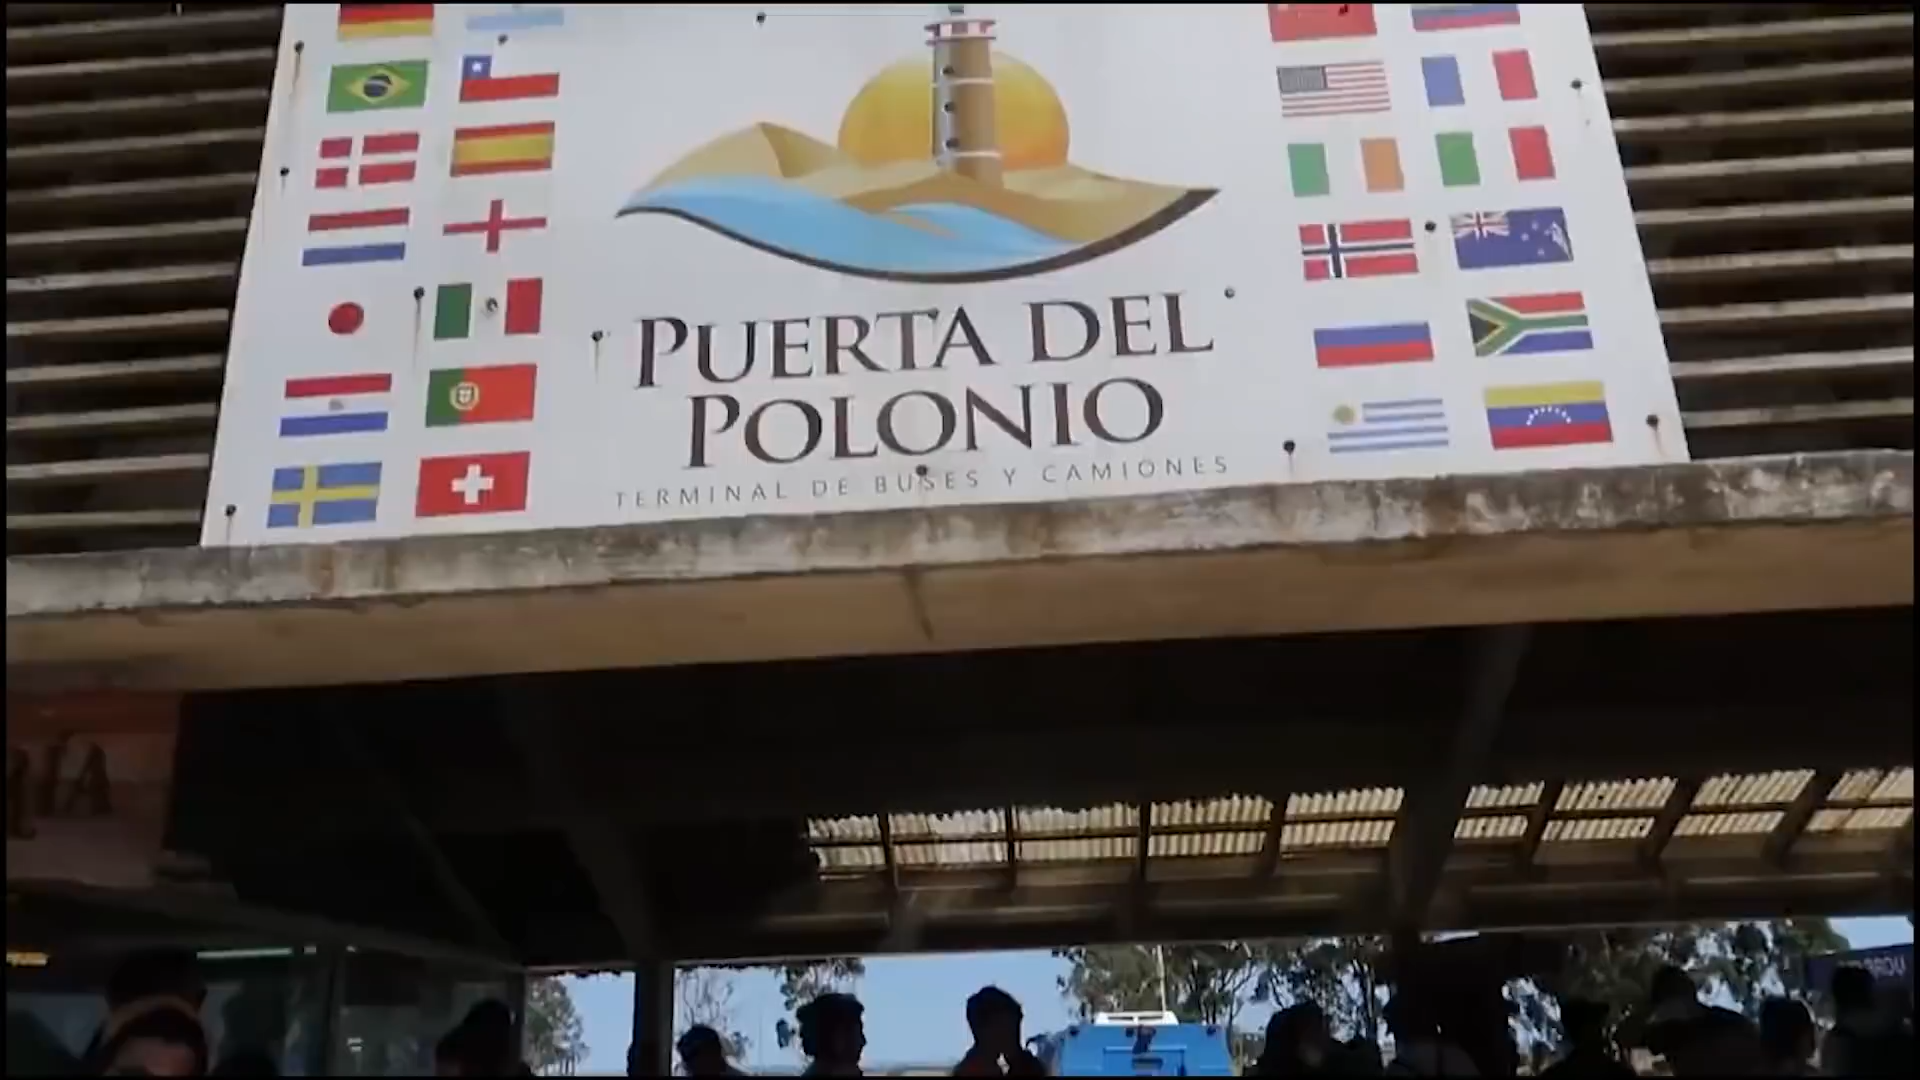 PUERTA DEL
POLONIO
TERMINAL DE BUSES Y CAMIONES